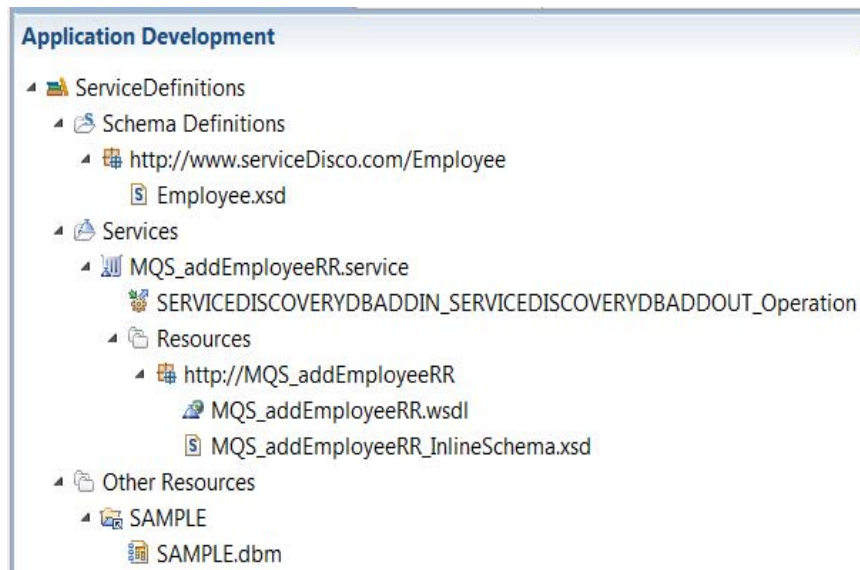 Application Development
ServiceDefinitions
Schema Definitions
http://www.serviceDisco.com/Employee
Employee.xsd
Services
MQS_addEmployeeRR.service
SERVICEDISCOVERYDBADDIN_SERVICEDISCOVERYDBADDOUT_Operation
Resources
http://MQS_addEmployeeRR
MQS_addEmployeeRR.wsdl
MQS_addEmployeeRR_InlineSchema.xsd
Other Resources
SAMPLE
SAMPLE.dbm